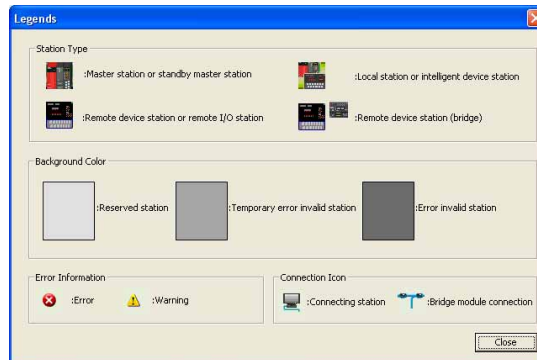 Legends
Station Type
:Master station or standby master station
:Local station or intelligent device station
:Remote device station or remote I/O station
:Remote device station (bridge)
Background Color
:Reserved station
:Temporary error invalid station
:Error invalid station
Error Information
:Error
:Warning
Connection Icon
:Connecting station
:Bridge module connection
Close